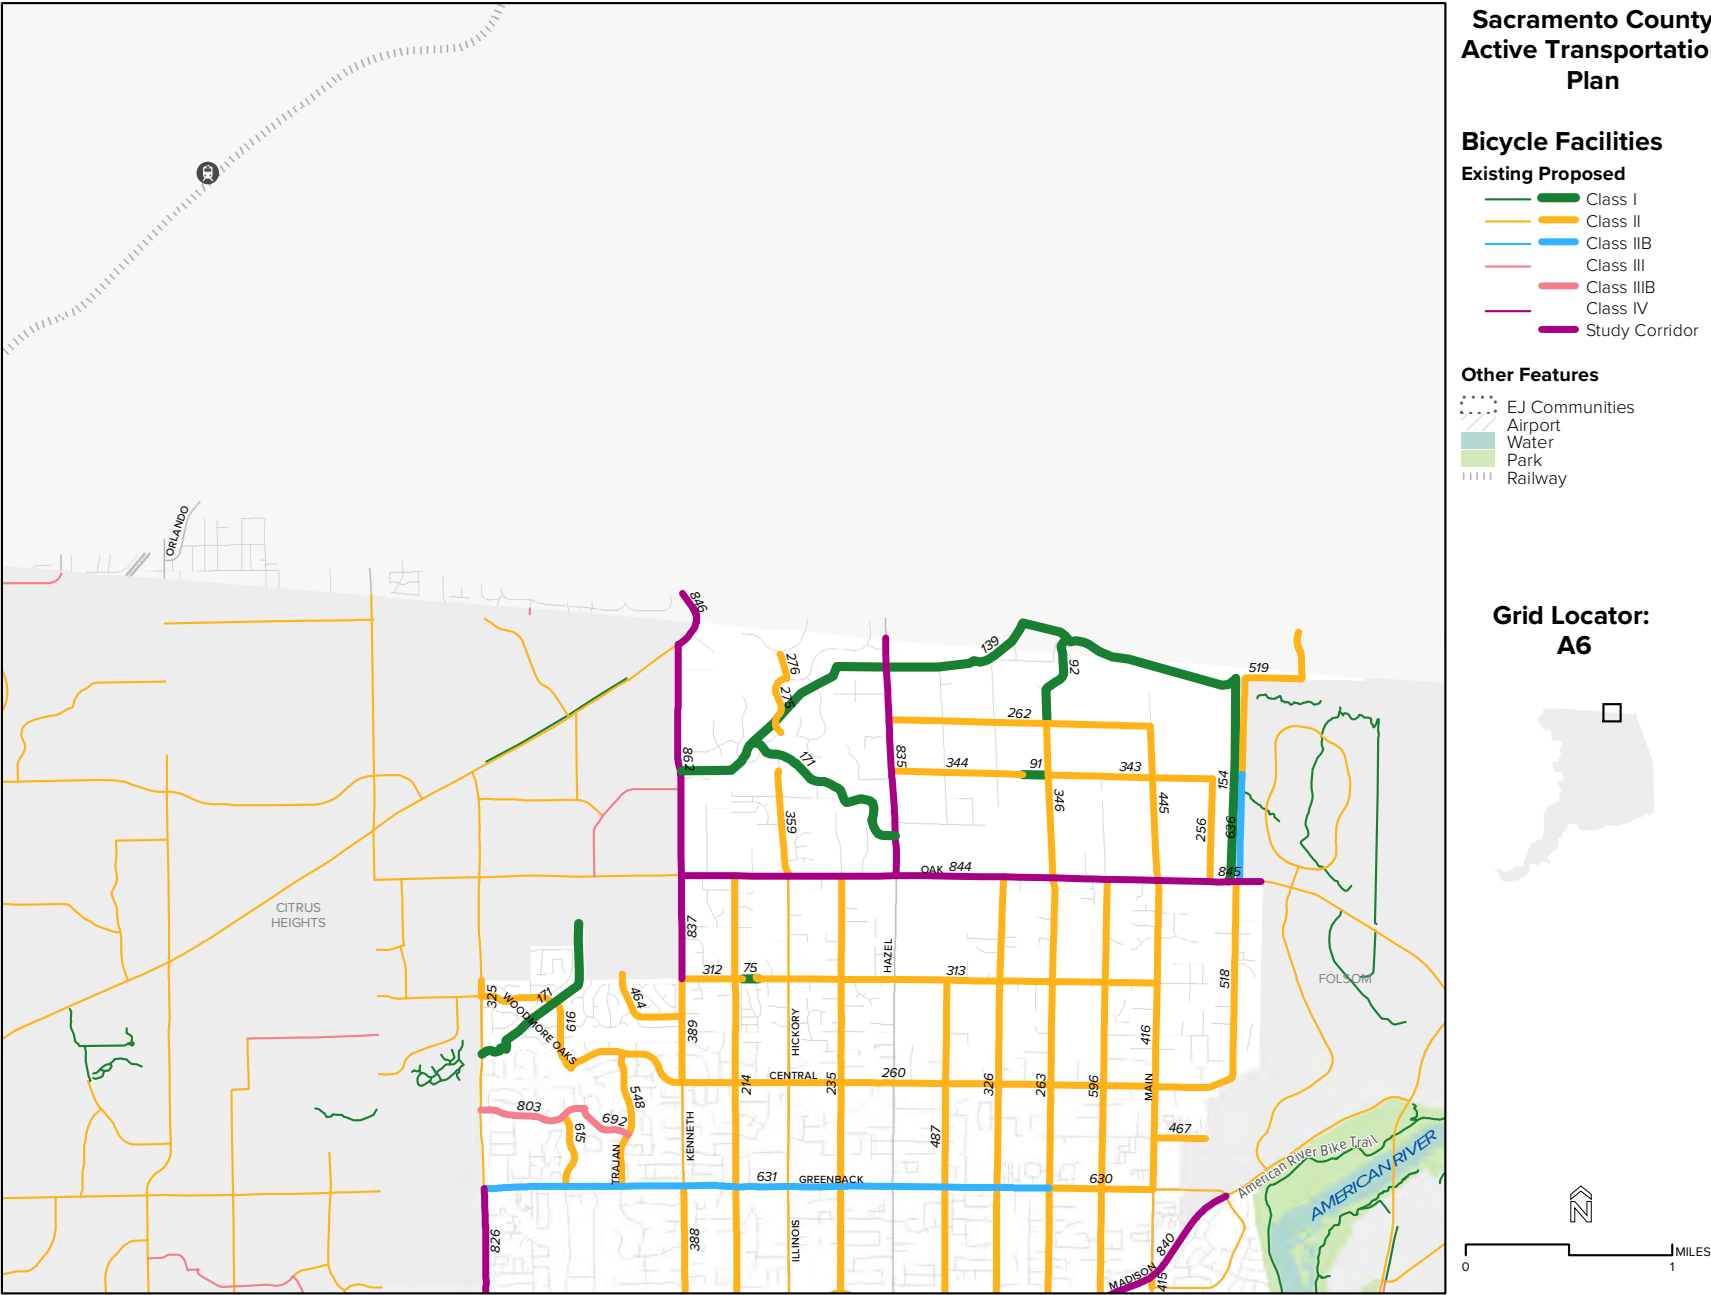 Sacramento County
Active Transportation
Plan
Bicycle Facilities
Existing Proposed
Class I
Class II
Class IIB
Class III
Class IIIB
Class IV
Study Corridor
Other Features
EJ Communities
Airport
Water
Park
Railway
Grid Locator:
A6
N
MILES
0 1
ORLANDO
846
139
276
92
519
276
262
862
171
835
344
91
343
154
346
445
359
256
636
OAK 844
845
CITRUS
HEIGHTS
837
HAZEL
312
75
313
518
FOLSOM
325
171
464
WOODMORE OAKS
616
389
HICKORY
416
CENTRAL
260
214
235
326
263
596
MAIN
548
803
692
615
KENNETH
487
467
TRAJAN
631
GREENBACK
630
American River Bike Trail
AMERICAN RIVER
826
388
ILLINOIS
840
MADISON
415